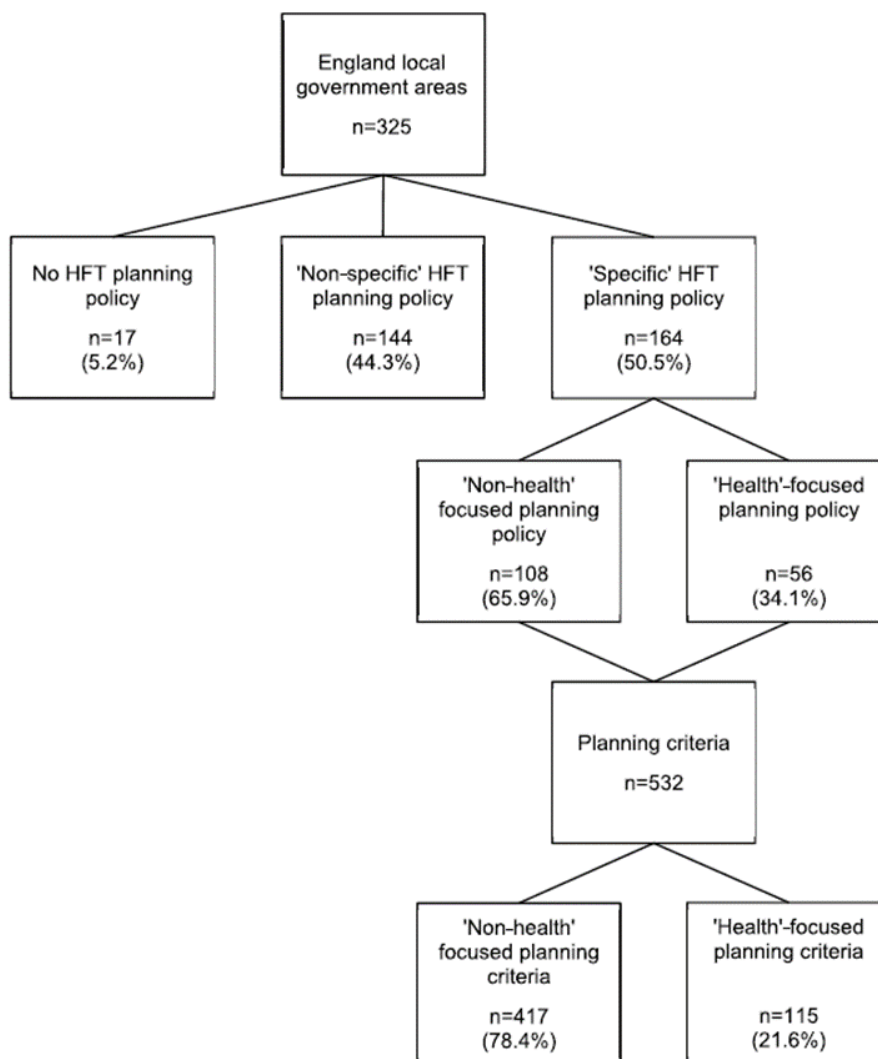 England local
government areas
n=325
No HFT planning
policy
n=17
(5.2%)
'Non-specific' HFT
planning policy
n=144
(44.3%)
'Specific' HFT
planning policy
n=164
(50.5%)
'Non-health'
focused planning
policy
n=108
(65.9%)
'Health'-focused
planning policy
n=56
(34.1%)
Planning criteria
n=532
'Non-health'
focused planning
criteria
n=417
(78.4%)
'Health'-focused
planning criteria
n=115
(21.6%)